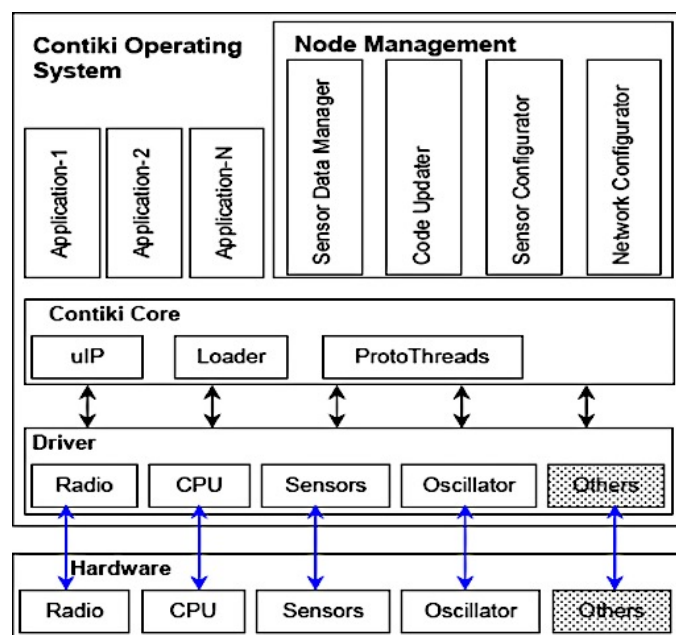 Contiki Operating
System
Node Management
Application-1
Application-2
Application-N
Sensor Data Manager
Code Updater
Sensor Configurator
Network Configurator
Contiki Core
uIP
Loader
ProtoThreads
Driver
Radio
CPU
Sensors
Oscillator
Others
Hardware
Radio
CPU
Sensors
Oscillator
Others